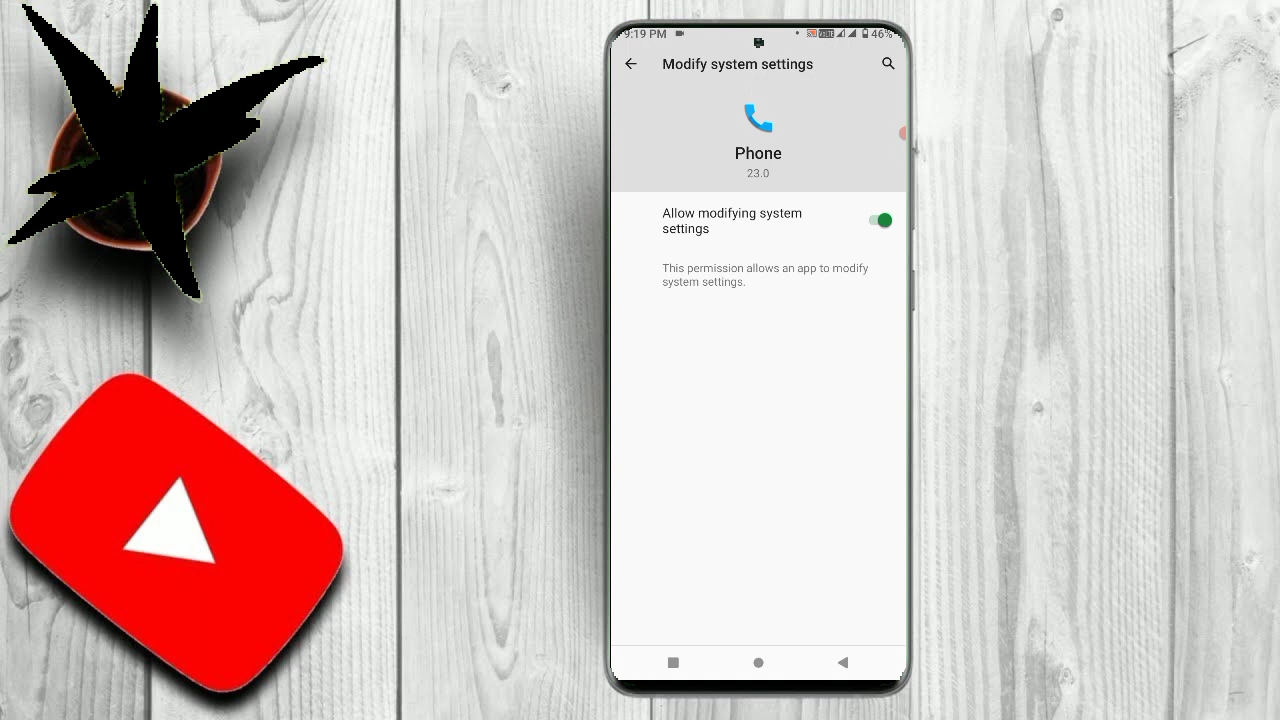 9:19 PM 46%
Modify system settings
Phone
23.0
Allow modifying system
settings
This permission allows an app to modify
system settings.